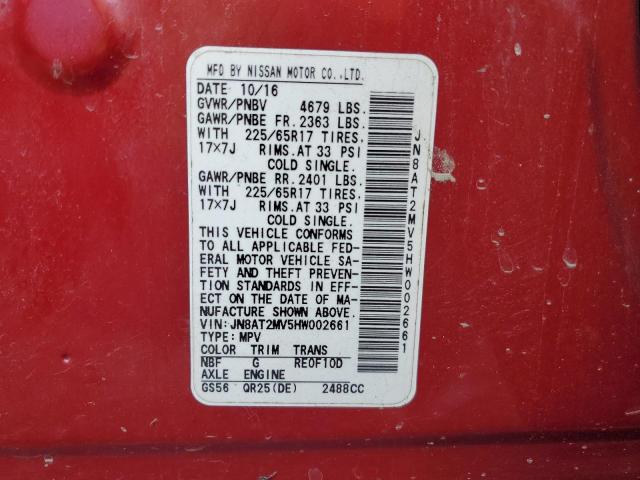 MFD BY NISSAN MOTOR CO.,LTD.
DATE 10/16
GVWR/PNBV 4679 LBS.
GAWR/PNBE FR.2363 LBS.
WITH 225/65R17 TIRES.
17×7J RIMS.AT 33 PSI
COLD SINGLE.
GAWR/PNBE RR.2401 LBS.
WITH 225/65R17 TIRES.
17×7J RIMS.AT 33 PSI
COLD SINGLE.
THIS VEHICLE CONFORMS
TO ALL APPLICABLE FED-
ERAL MOTOR VEHICLE SA-
FETY AND THEFT PREVEN-
TION STANDARDS IN EFF-
ECT ON THE DATE OF MA-
NUFACTURE SHOWN ABOVE.
VIN:JN8AT2MV5HW002661
TYPE:MPV
COLOR TRIM TRANS
NBF G RE0F10D
AXLE ENGINE
GS56 QR25(DE) 2488CC
JN8AT2MV5HW002661